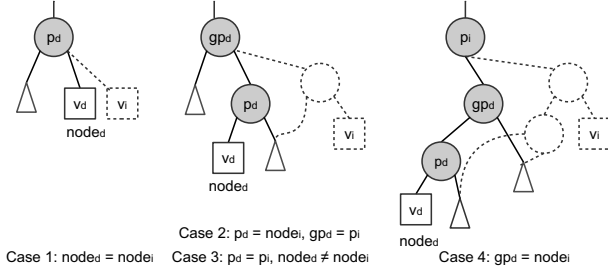 pd
vd
vi
noded
gpd
pd
vd
vi
noded
pi
gpd
pd
vi
vd
noded
Case 1: noded = nodei
Case 2: pd = nodei, gpd = pi
Case 3: pd = pi, noded ≠ nodei
Case 4: gpd = nodei